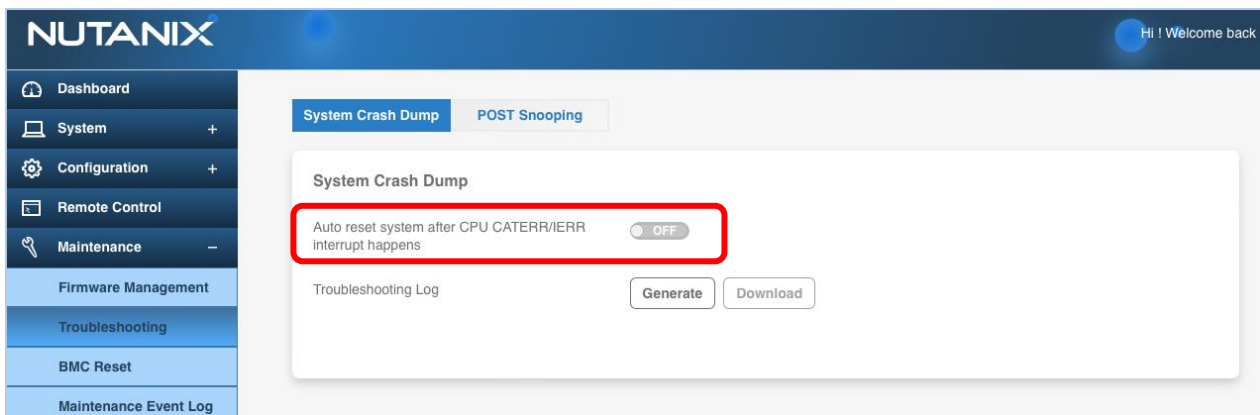 NUTANIX
Hi ! Welcome back
Dashboard
System +
Configuration +
Remote Control
Maintenance –
Firmware Management
Troubleshooting
BMC Reset
Maintenance Event Log
System Crash Dump
POST Snooping
System Crash Dump
Auto reset system after CPU CATERR/IERR
interrupt happens
OFF
Troubleshooting Log
Generate
Download